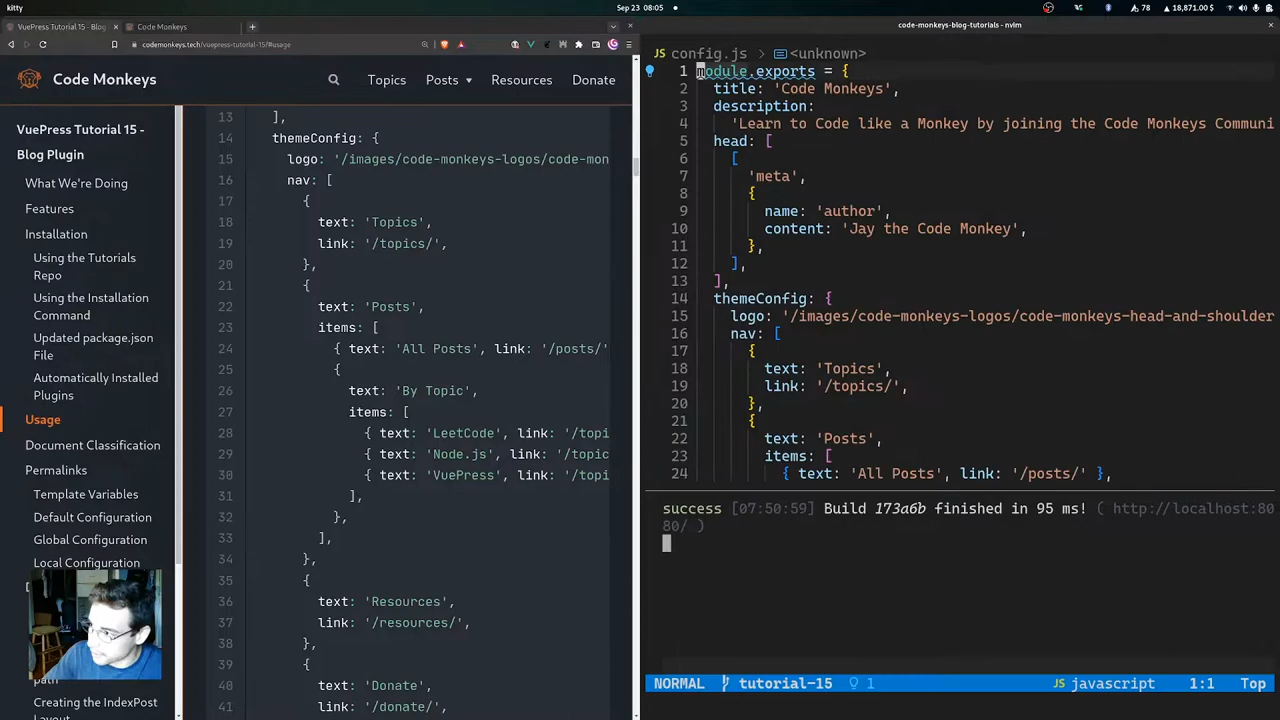 kitty
Sep 23 08:05
78
18,871.00 $
VuePress Tutorial 15 - Blog
Code Monkeys
codemonkeys.tech/vuepress-tutorial-15/#usage
Code Monkeys
Topics
Posts
Resources
Donate
VuePress Tutorial 15 -
Blog Plugin
What We're Doing
Features
Installation
Using the Tutorials
Repo
Using the Installation
Command
Updated package.json
File
Automatically Installed
Plugins
Usage
Document Classification
Permalinks
Template Variables
Default Configuration
Global Configuration
Local Configuration
path
Creating the IndexPost
Layout
13 ],
14 themeConfig: {
15 logo: '/images/code-monkeys-logos/code-mon
16 nav: [
17 {
18 text: 'Topics',
19 link: '/topics/',
20 },
21 {
22 text: 'Posts',
23 items: [
24 { text: 'All Posts', link: '/posts/'
25 {
26 text: 'By Topic',
27 items: [
28 { text: 'LeetCode', link: '/topi
29 { text: 'Node.js', link: '/topic
30 { text: 'VuePress', link: '/topi
31 ],
32 },
33 ],
34 },
35 {
36 text: 'Resources',
37 link: '/resources/',
38 },
39 {
40 text: 'Donate',
41 link: '/donate/',
code-monkeys-blog-tutorials - nvim
JS config.js > <unknown>
1 module.exports = {
2 title: 'Code Monkeys',
3 description:
4 'Learn to Code like a Monkey by joining the Code Monkeys Communi
5 head: [
6 [
7 'meta',
8 {
9 name: 'author',
10 content: 'Jay the Code Monkey',
11 },
12 ],
13 ],
14 themeConfig: {
15 logo: '/images/code-monkeys-logos/code-monkeys-head-and-shoulder
16 nav: [
17 {
18 text: 'Topics',
19 link: '/topics/',
20 },
21 {
22 text: 'Posts',
23 items: [
24 { text: 'All Posts', link: '/posts/' },
success [07:50:59] Build 173a6b finished in 95 ms! ( http://localhost:80
80/ )
NORMAL tutorial-15 1 JS javascript 1:1 Top